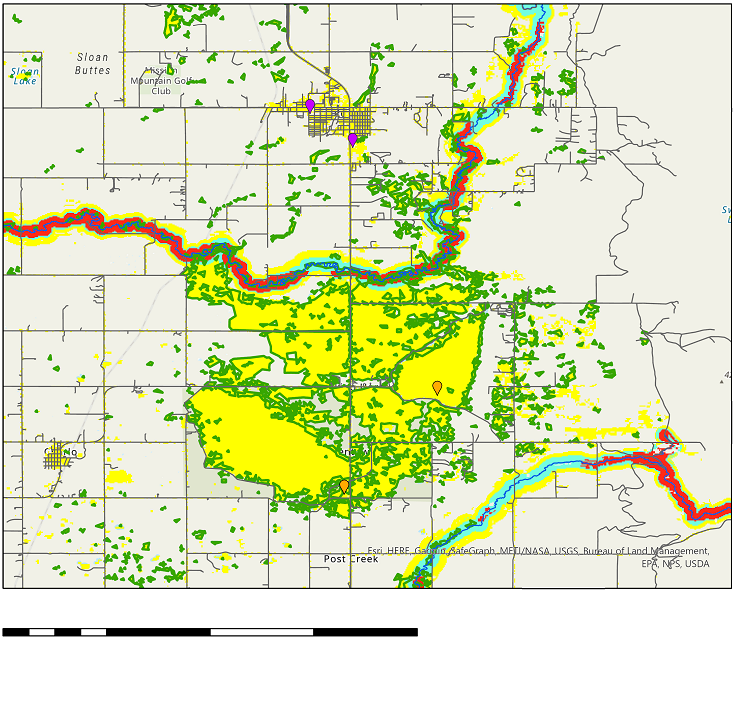 Sloan
Buttes
Sloan
Lake
Mission
Mountain Golf
Club
Post Creek
Esri, HERE, Garmin, SafeGraph, METI/NASA, USGS, Bureau of Land Management,
EPA, NPS, USDA